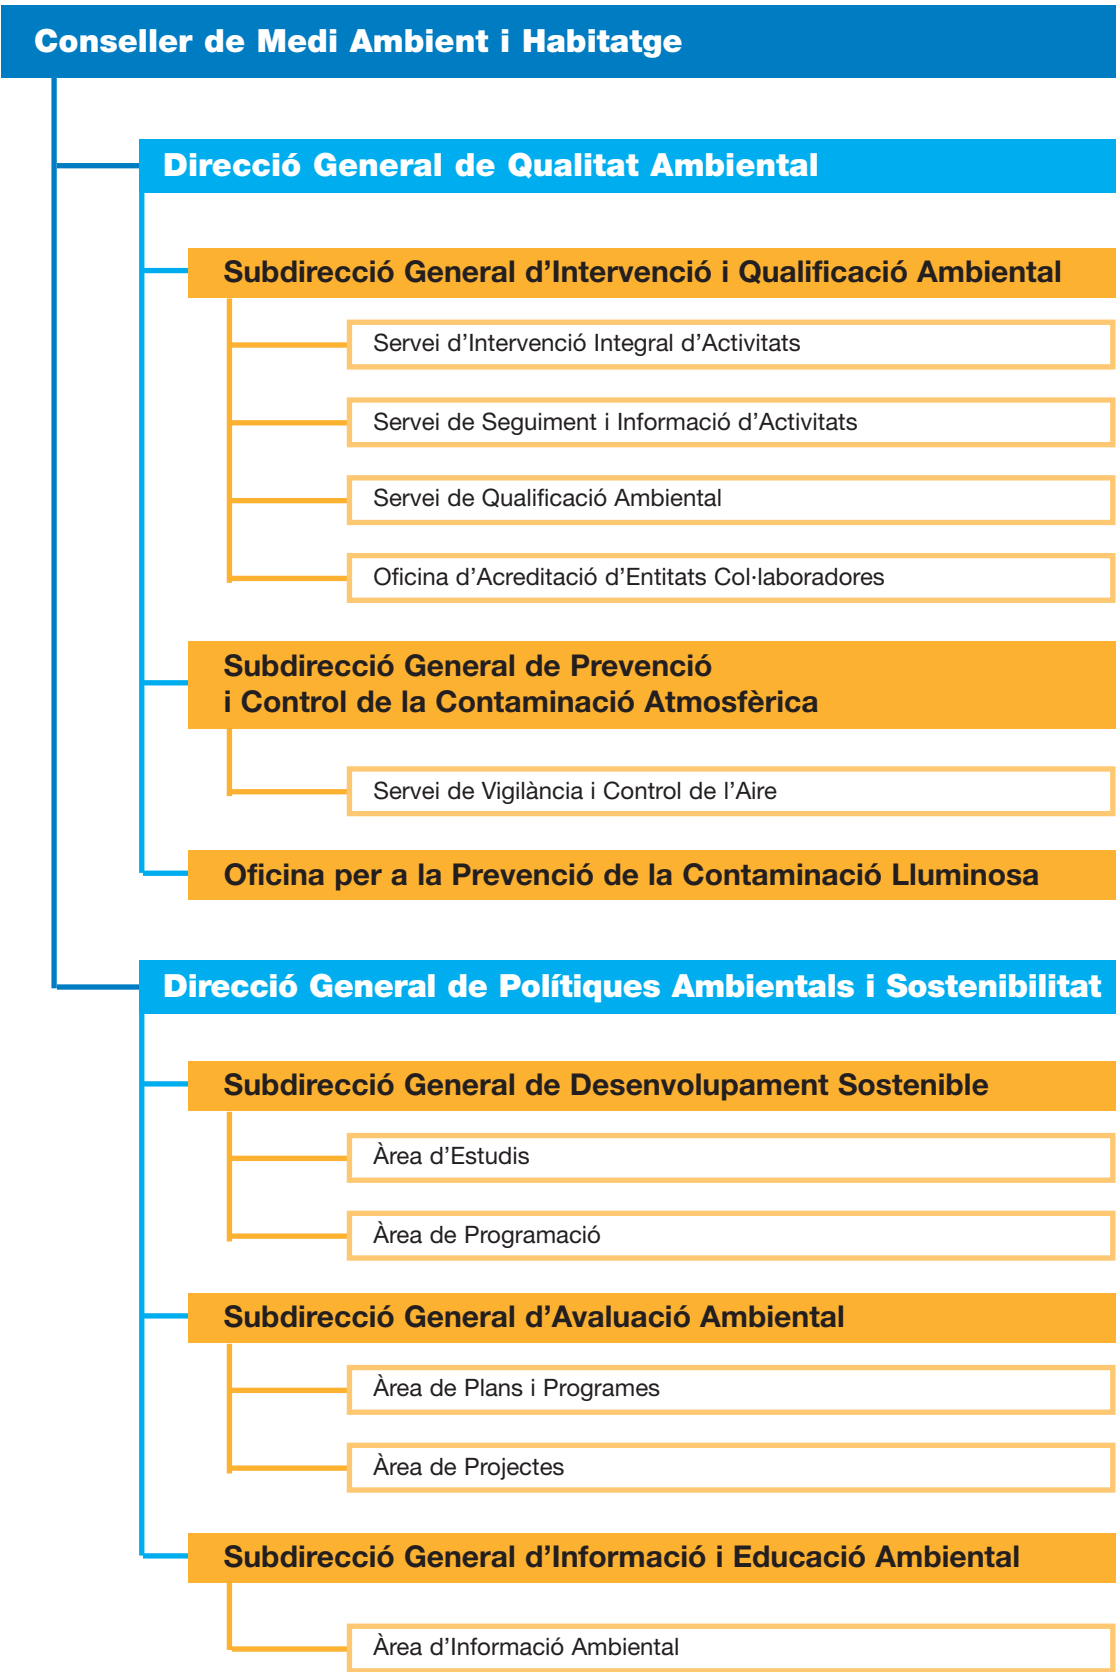 Conseller de Medi Ambient i Habitatge
Direcció General de Qualitat Ambiental
Subdirecció General d’Intervenció i Qualificació Ambiental
Servei d’Intervenció Integral d’Activitats
Servei de Seguiment i Informació d’Activitats
Servei de Qualificació Ambiental
Oficina d’Acreditació d’Entitats Col·laboradores
Subdirecció General de Prevenció
i Control de la Contaminació Atmosfèrica
Servei de Vigilància i Control de l’Aire
Oficina per a la Prevenció de la Contaminació Lluminosa
Direcció General de Polítiques Ambientals i Sostenibilitat
Subdirecció General de Desenvolupament Sostenible
Àrea d’Estudis
Àrea de Programació
Subdirecció General d’Avaluació Ambiental
Àrea de Plans i Programes
Àrea de Projectes
Subdirecció General d’Informació i Educació Ambiental
Àrea d’Informació Ambiental